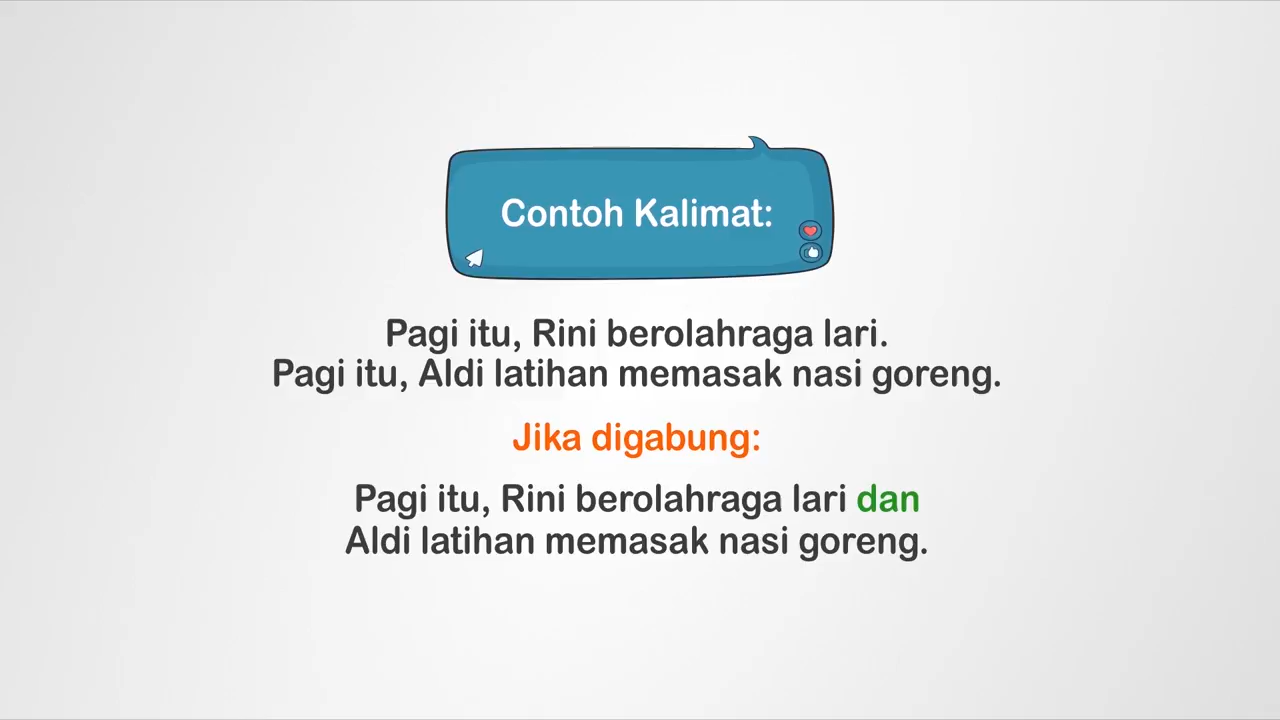 Contoh Kalimat:
Pagi itu, Rini berolahraga lari.
Pagi itu, Aldi latihan memasak nasi goreng.
Jika digabung:
Pagi itu, Rini berolahraga lari dan
Aldi latihan memasak nasi goreng.